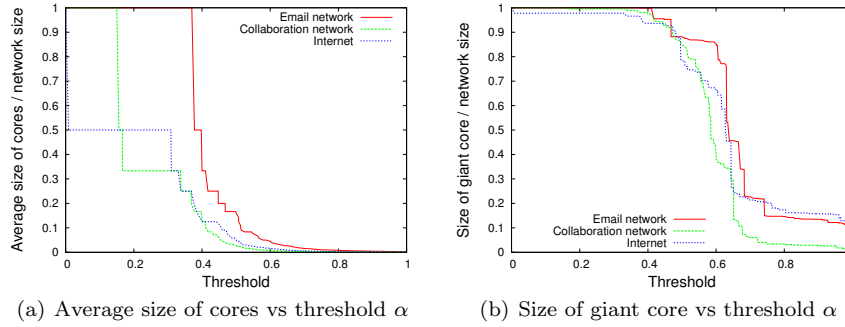 Average size of cores / network size
1
0.9
0.8
0.7
0.6
0.5
0.4
0.3
0.2
0.1
0
Email network
Collaboration network
Internet
0 0.2 0.4 0.6 0.8 1
Threshold
(a) Average size of cores vs threshold α
Size of giant core / network size
1
0.9
0.8
0.7
0.6
0.5
0.4
0.3
0.2
0.1
0
Email network
Collaboration network
Internet
0 0.2 0.4 0.6 0.8
Threshold
(b) Size of giant core vs threshold α